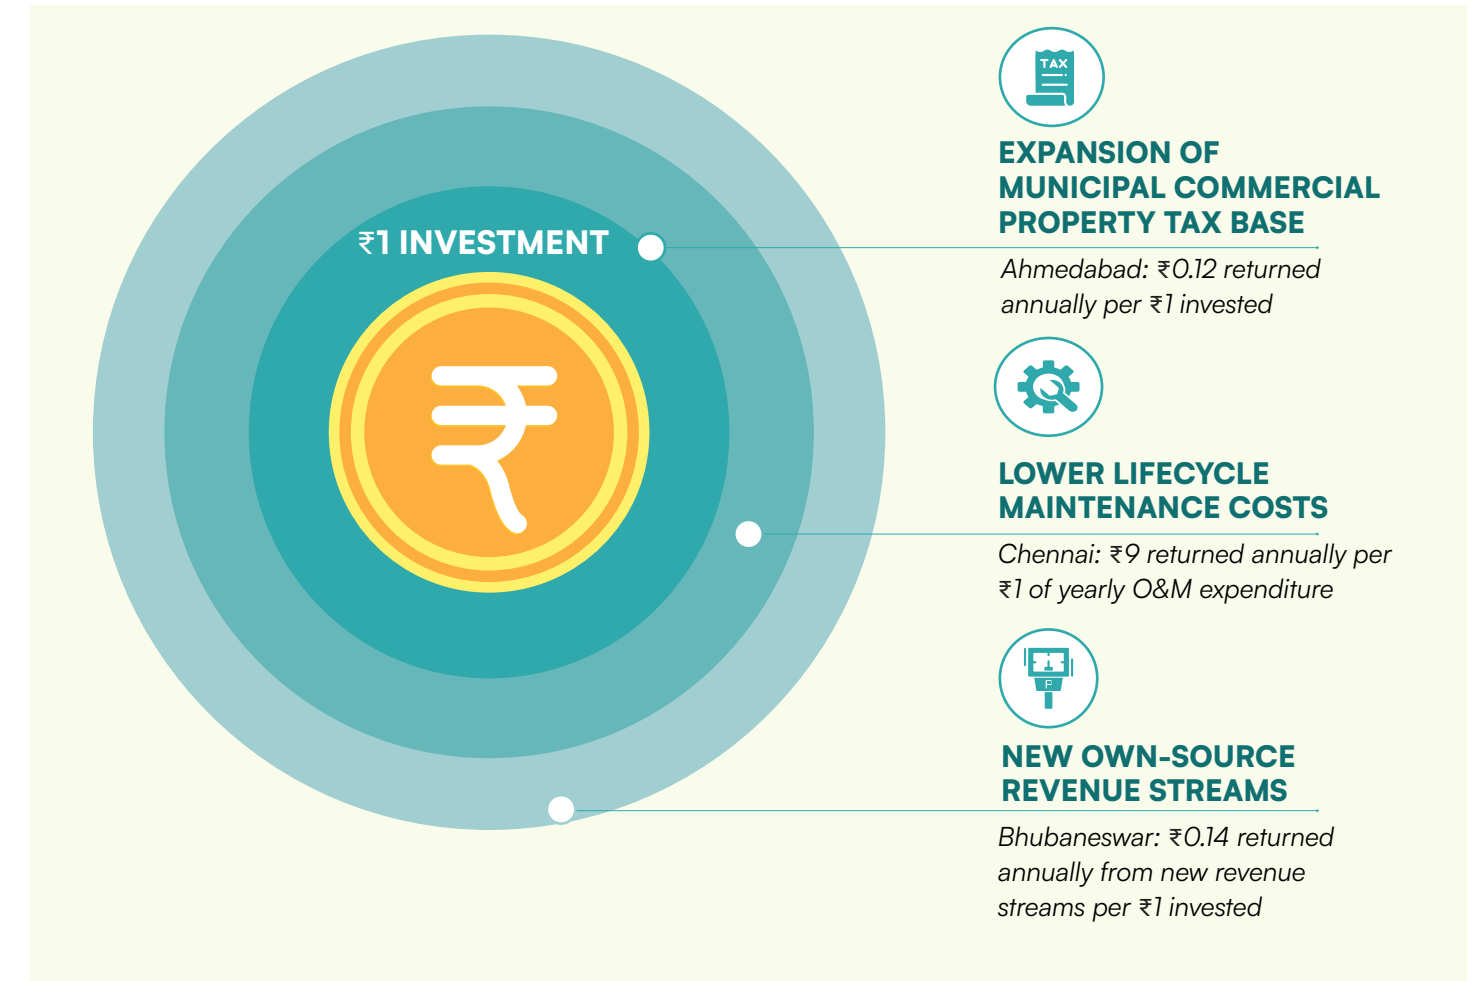 ₹1 INVESTMENT
₹
TAX
EXPANSION OF
MUNICIPAL COMMERCIAL
PROPERTY TAX BASE
Ahmedabad: ₹0.12 returned
annually per ₹1 invested
LOWER LIFECYCLE
MAINTENANCE COSTS
Chennai: ₹9 returned annually per
₹1 of yearly O&M expenditure
P
NEW OWN-SOURCE
REVENUE STREAMS
Bhubaneswar: ₹0.14 returned
annually from new revenue
streams per ₹1 invested